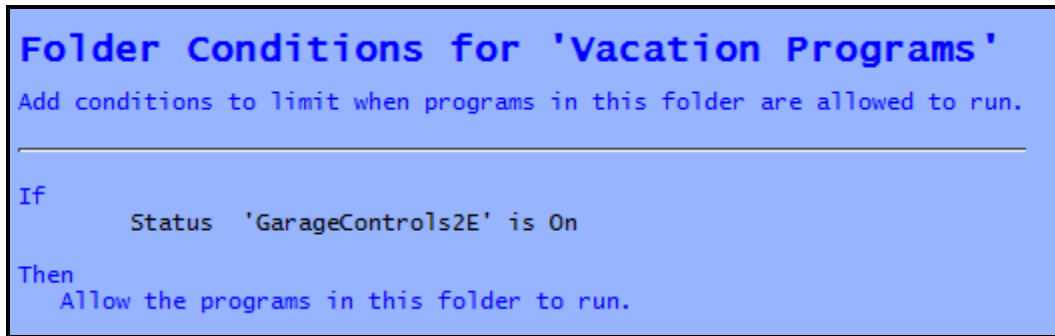 Folder Conditions for 'Vacation Programs'
Add conditions to limit when programs in this folder are allowed to run.
If
Status 'GarageControls2E' is On
Then
Allow the programs in this folder to run.